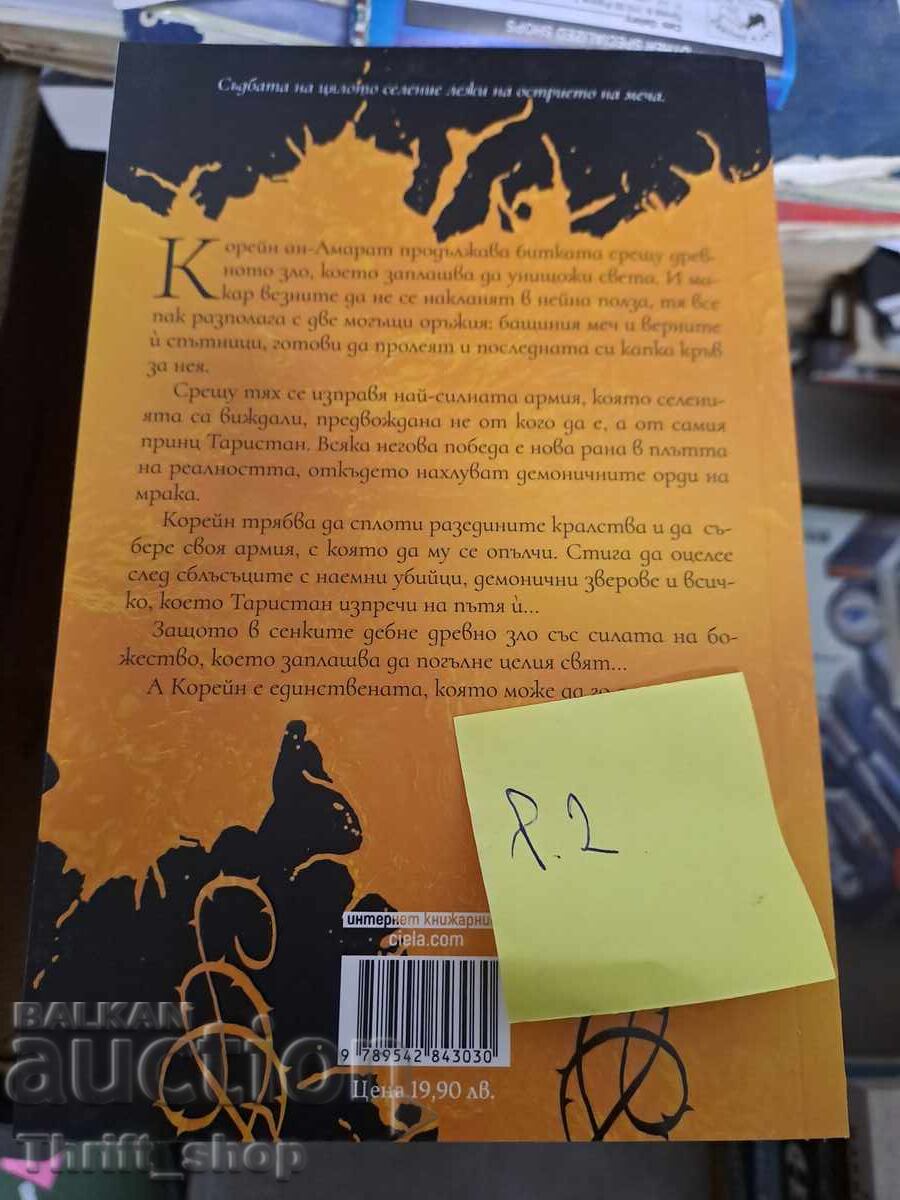 OTHER SPECIALIZED SHOPS
Съдбата на цялото селение лежи на острието на меча.
Корейн ан-Амарат продължава битката срещу древ-
ното зло, което заплашва да унищожи света. И ма-
кар везните да не се накланят в нейна полза, тя все
пак разполага с две могъщи оръжия: бащиния меч и верните
ѝ спътници, готови да пролеят и последната си капка кръв
за нея.
Срещу тях се изправя най-силната армия, която селени-
ята са виждали, предвождана не от кого да е, а от самия
принц Таристан. Всяка негова победа е нова рана в плътта
на реалността, откъдето нахлуват демоничните орди на
мрака.
Корейн трябва да сплоти разедините кралства и да съ-
бере своя армия, с която да му се опълчи. Стига да оцелее
след сблъсъците с наемни убийци, демонични зверове и всич-
ко, което Таристан изпречи на пътя ѝ...
Защото в сенките дебне древно зло със силата на бо-
жество, което заплашва да погълне целия свят...
А Корейн е единствената, която може да го
Я.2
интернет книжарни
ciela.com
9 789542 843030
Цена 19,90 лв.
BALKAN
auction
Thrift_shop